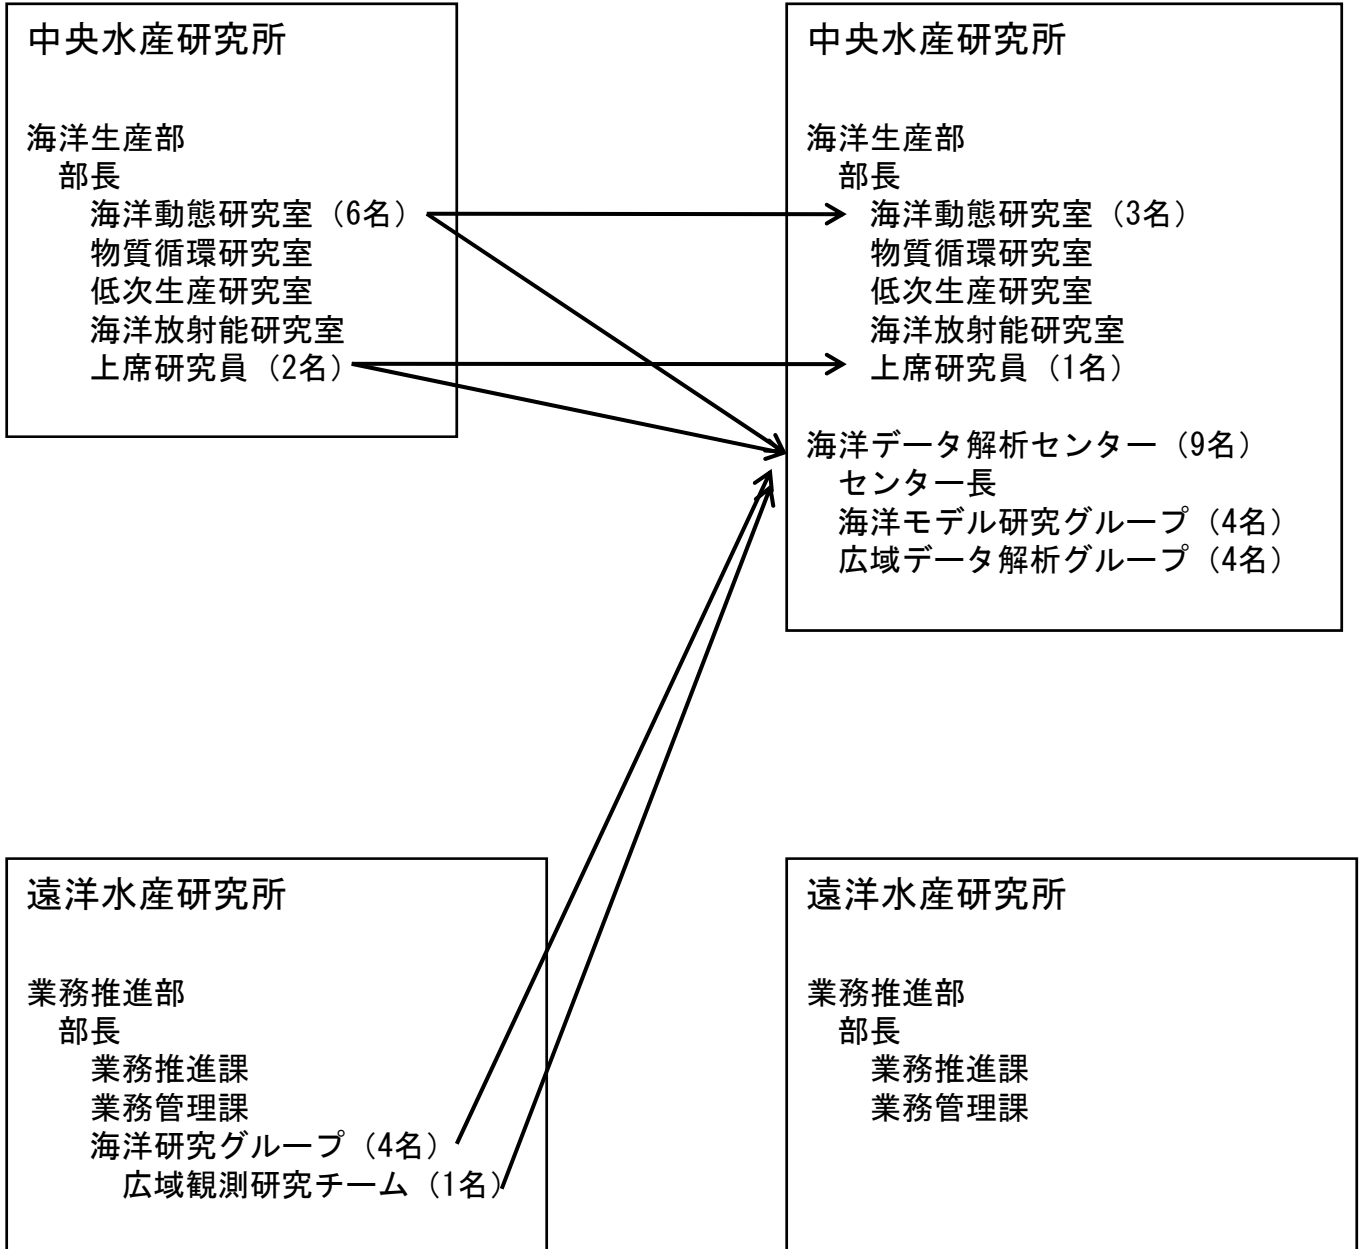 中央水産研究所
海洋生産部
部長
海洋動態研究室（6名）
物質循環研究室
低次生産研究室
海洋放射能研究室
上席研究員（2名）
中央水産研究所
海洋生産部
部長
海洋動態研究室（3名）
物質循環研究室
低次生産研究室
海洋放射能研究室
上席研究員（1名）
海洋データ解析センター（9名）
センター長
海洋モデル研究グループ（4名）
広域データ解析グループ（4名）
遠洋水産研究所
業務推進部
部長
業務推進課
業務管理課
海洋研究グループ（4名）
広域観測研究チーム（1名）
遠洋水産研究所
業務推進部
部長
業務推進課
業務管理課